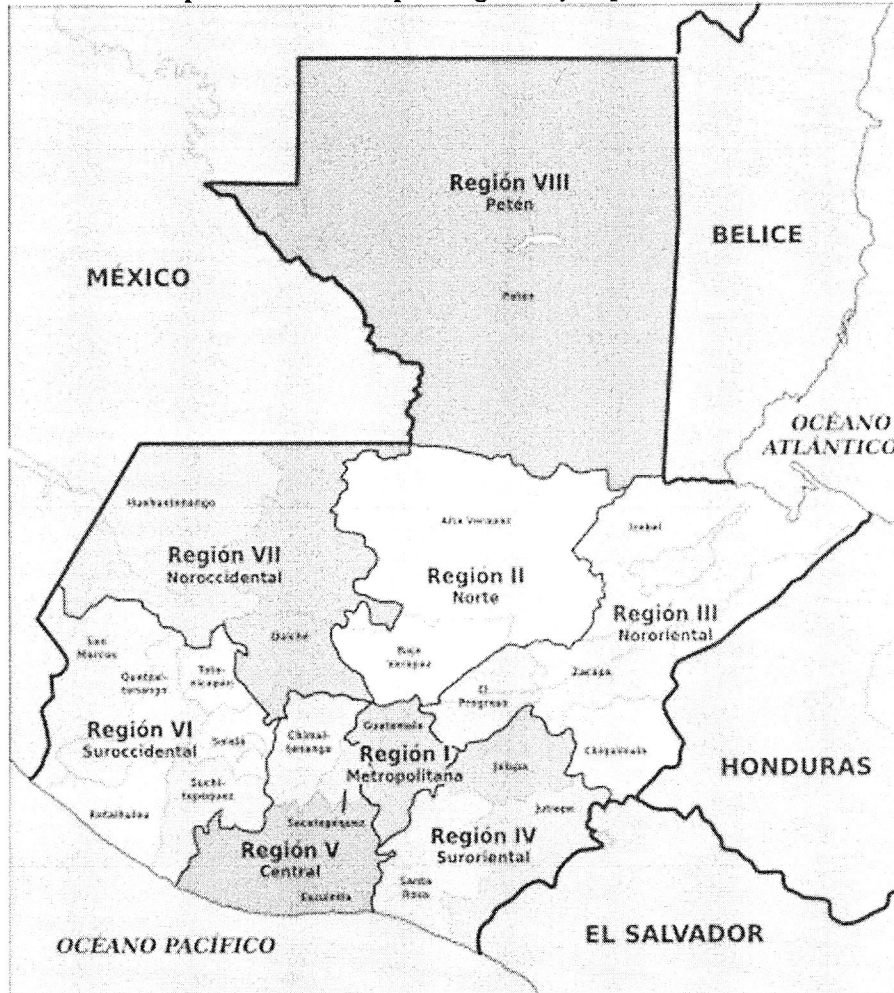 Región VIII
Petén
Petén
BELICE
MÉXICO
OCÉANO
ATLÁNTICO
Huehuetenango
Alta Verapaz
Izabal
Región VII
Noroccidental
Región II
Norte
Región III
Nororiental
San
Marcos
Quiché
Baja
Verapaz
Quetzal-
tenango
Toto-
nicapán
Zacapa
El
Progreso
Región VI
Suroccidental
Sololá
Chimal-
tenango
Guatemala
Región I
Metropolitana
Jalapa
Chiquimula
HONDURAS
Suchi-
tepéquez
Retalhuleu
Sacatepéquez
Jutiapa
Región V
Central
Región IV
Suroriental
Escuintla
Santa
Rosa
EL SALVADOR
OCÉANO PACÍFICO